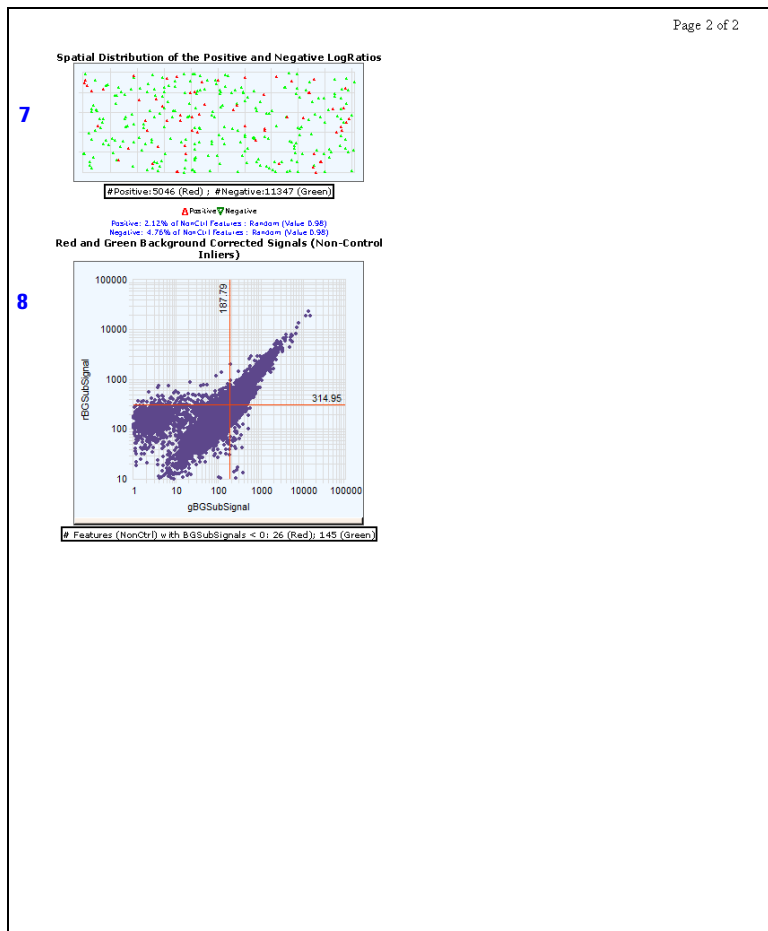 Page 2 of 2
Spatial Distribution of the Positive and Negative LogRatios
7
#Positive:5046 (Red) ; #Negative:11347 (Green)
Positive Negative
Positive: 2.12% of NonCtrl Features : Random (Value 0.98)
Negative: 4.76% of NonCtrl Features : Random (Value 0.98)
Red and Green Background Corrected Signals (Non-Control
Inliers)
8
100000
10000
1000
100
10
rBGSubSignal
187.79
314.95
1 10 100 1000 10000 100000
gBGSubSignal
# Features (NonCtrl) with BGSubSignals < 0: 26 (Red); 145 (Green)